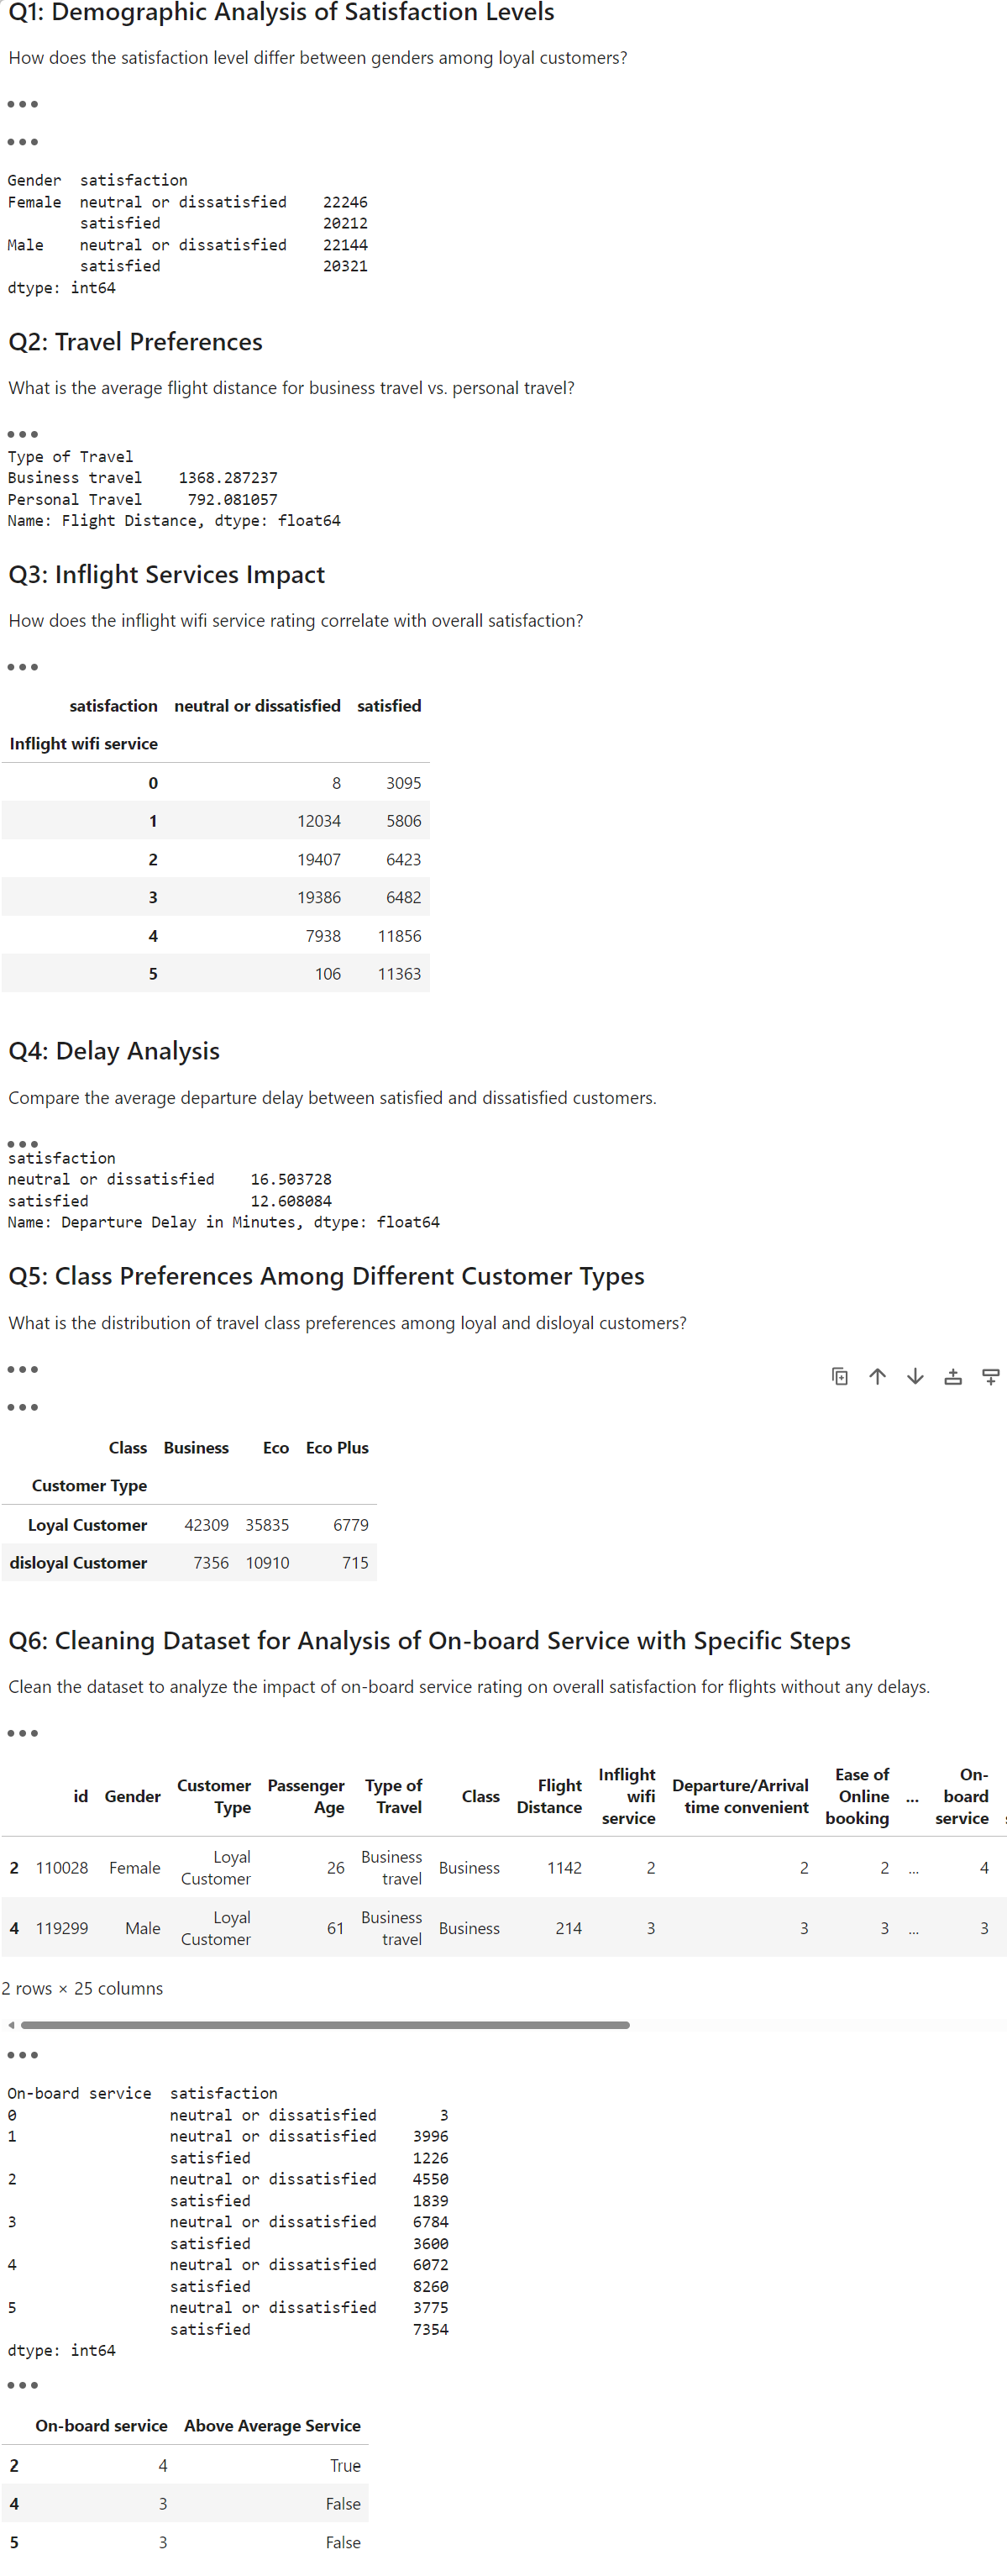 Q1: Demographic Analysis of Satisfaction Levels
How does the satisfaction level differ between genders among loyal customers?
Gender  satisfaction
Female  neutral or dissatisfied    22246
        satisfied                  20212
Male    neutral or dissatisfied    22144
        satisfied                  20321
dtype: int64
Q2: Travel Preferences
What is the average flight distance for business travel vs. personal travel?
Type of Travel
Business travel    1368.287237
Personal Travel     792.081057
Name: Flight Distance, dtype: float64
Q3: Inflight Services Impact
How does the inflight wifi service rating correlate with overall satisfaction?
satisfaction neutral or dissatisfied satisfied
Inflight wifi service
0 8 3095
1 12034 5806
2 19407 6423
3 19386 6482
4 7938 11856
5 106 11363
Q4: Delay Analysis
Compare the average departure delay between satisfied and dissatisfied customers.
satisfaction
neutral or dissatisfied    16.503728
satisfied                  12.608084
Name: Departure Delay in Minutes, dtype: float64
Q5: Class Preferences Among Different Customer Types
What is the distribution of travel class preferences among loyal and disloyal customers?
Class Business Eco Eco Plus
Customer Type
Loyal Customer 42309 35835 6779
disloyal Customer 7356 10910 715
Q6: Cleaning Dataset for Analysis of On-board Service with Specific Steps
Clean the dataset to analyze the impact of on-board service rating on overall satisfaction for flights without any delays.
id Gender Customer Type Passenger Age Type of Travel Class Flight Distance Inflight wifi service Departure/Arrival time convenient Ease of Online booking ... On-board service
2 110028 Female Loyal Customer 26 Business travel Business 1142 2 2 2 ... 4
4 119299 Male Loyal Customer 61 Business travel Business 214 3 3 3 ... 3
2 rows × 25 columns
On-board service  satisfaction
0                 neutral or dissatisfied       3
1                 neutral or dissatisfied    3996
                  satisfied                  1226
2                 neutral or dissatisfied    4550
                  satisfied                  1839
3                 neutral or dissatisfied    6784
                  satisfied                  3600
4                 neutral or dissatisfied    6072
                  satisfied                  8260
5                 neutral or dissatisfied    3775
                  satisfied                  7354
dtype: int64
On-board service Above Average Service
2 4 True
4 3 False
5 3 False